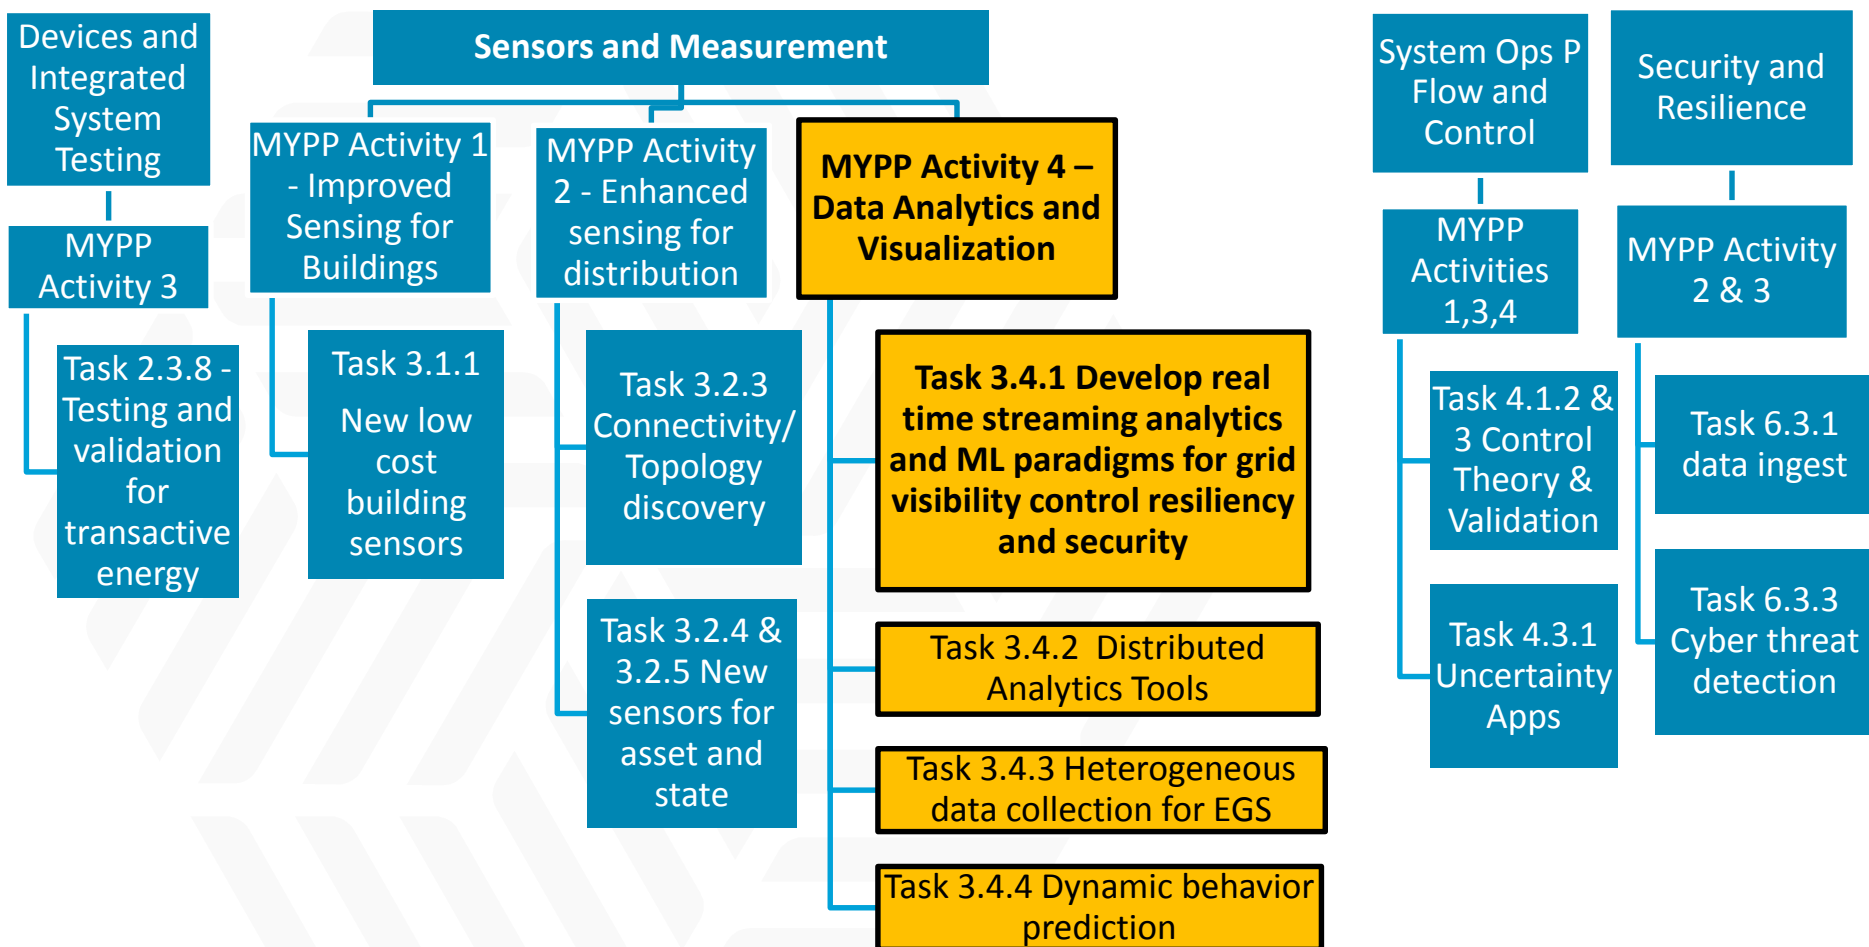 Devices and
Integrated
System
Testing
MYPP
Activity 3
Task 2.3.8 -
Testing and
validation
for
transactive
energy
Sensors and Measurement
MYPP Activity 1
- Improved
Sensing for
Buildings
Task 3.1.1
New low
cost
building
sensors
MYPP Activity
2 - Enhanced
sensing for
distribution
Task 3.2.3
Connectivity/
Topology
discovery
Task 3.2.4 &
3.2.5 New
sensors for
asset and
state
MYPP Activity 4 –
Data Analytics and
Visualization
Task 3.4.1 Develop real
time streaming analytics
and ML paradigms for grid
visibility control resiliency
and security
Task 3.4.2  Distributed
Analytics Tools
Task 3.4.3 Heterogeneous
data collection for EGS
Task 3.4.4 Dynamic behavior
prediction
System Ops P
Flow and
Control
MYPP
Activities
1,3,4
Task 4.1.2 &
3 Control
Theory &
Validation
Task 4.3.1
Uncertainty
Apps
Security and
Resilience
MYPP Activity
2 & 3
Task 6.3.1
data ingest
Task 6.3.3
Cyber threat
detection